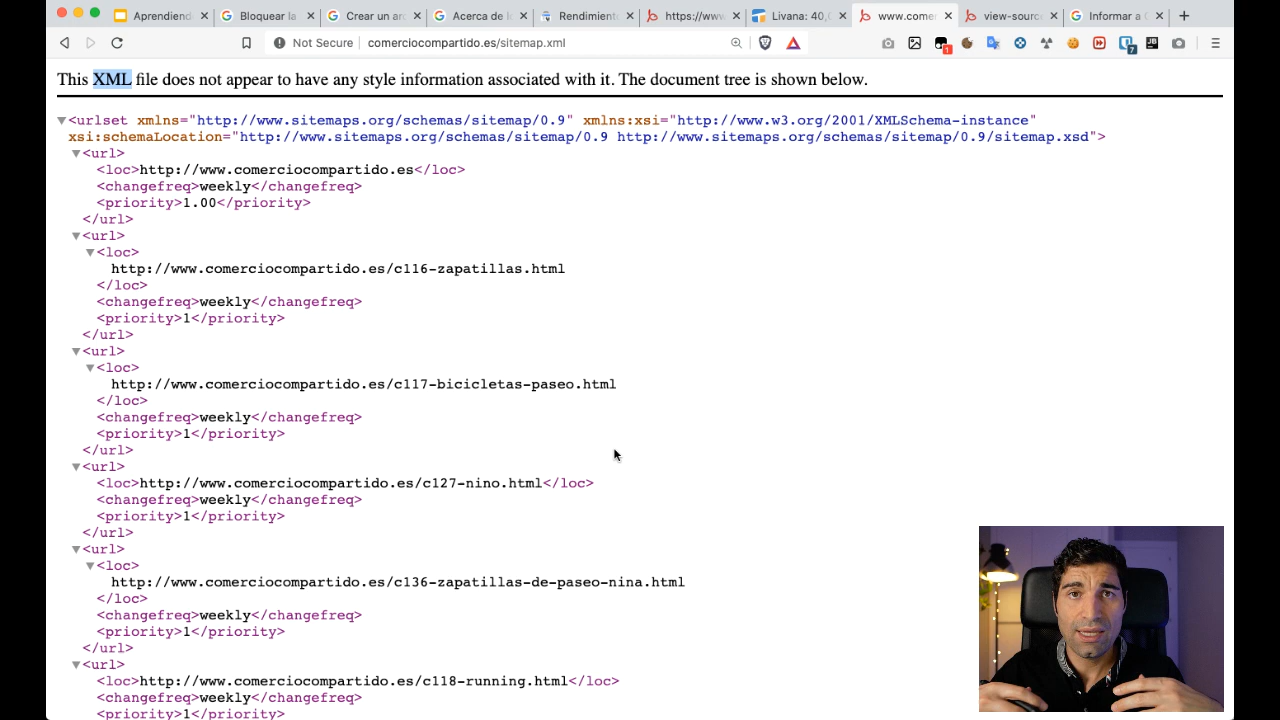 Aprendiend
Bloquear la
Crear un arc
Acerca de l
Rendimiento
https://www
Livana: 40,0
www.come
view-source
Informar a G
Not Secure comerciocompartido.es/sitemap.xml
1
7
JB
This XML file does not appear to have any style information associated with it. The document tree is shown below.
<urlset xmlns="http://www.sitemaps.org/schemas/sitemap/0.9" xmlns:xsi="http://www.w3.org/2001/XMLSchema-instance"
xsi:schemaLocation="http://www.sitemaps.org/schemas/sitemap/0.9 http://www.sitemaps.org/schemas/sitemap/0.9/sitemap.xsd">
<url>
<loc>http://www.comerciocompartido.es</loc>
<changefreq>weekly</changefreq>
<priority>1.00</priority>
</url>
<url>
<loc>
http://www.comerciocompartido.es/c116-zapatillas.html
</loc>
<changefreq>weekly</changefreq>
<priority>1</priority>
</url>
<url>
<loc>
http://www.comerciocompartido.es/c117-bicicletas-paseo.html
</loc>
<changefreq>weekly</changefreq>
<priority>1</priority>
</url>
<url>
<loc>http://www.comerciocompartido.es/c127-nino.html</loc>
<changefreq>weekly</changefreq>
<priority>1</priority>
</url>
<url>
<loc>
http://www.comerciocompartido.es/c136-zapatillas-de-paseo-nina.html
</loc>
<changefreq>weekly</changefreq>
<priority>1</priority>
</url>
<url>
<loc>http://www.comerciocompartido.es/c118-running.html</loc>
<changefreq>weekly</changefreq>
<priority>1</priority>